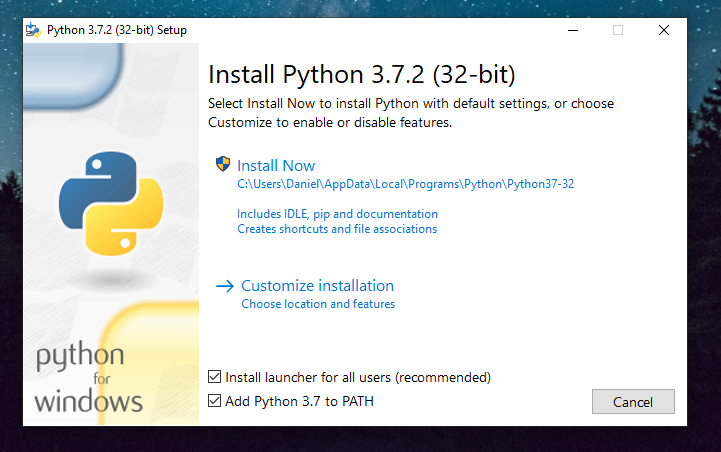 Python 3.7.2 (32-bit) Setup
Install Python 3.7.2 (32-bit)
Select Install Now to install Python with default settings, or choose
Customize to enable or disable features.
Install Now
C:\Users\Daniel\AppData\Local\Programs\Python\Python37-32
Includes IDLE, pip and documentation
Creates shortcuts and file associations
Customize installation
Choose location and features
python
for
windows
Install launcher for all users (recommended)
Add Python 3.7 to PATH
Cancel